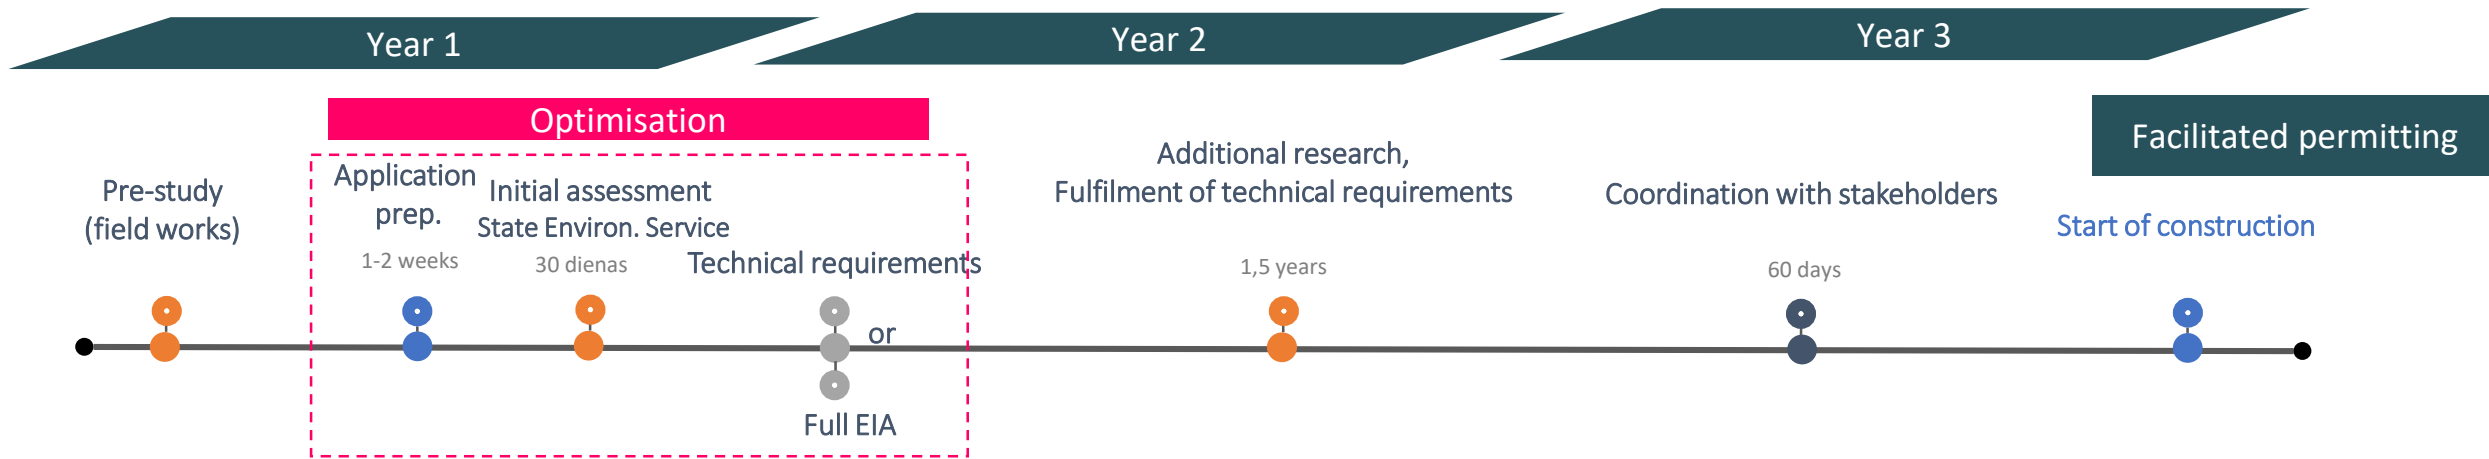 Year 1
Year 2
Year 3
Optimisation
Facilitated permitting
Pre-study
(field works)
Application
prep.
1-2 weeks
Initial assessment
State Environ. Service
30 dienas
Technical requirements
or
Full EIA
Additional research,
Fulfilment of technical requirements
1,5 years
Coordination with stakeholders
60 days
Start of construction